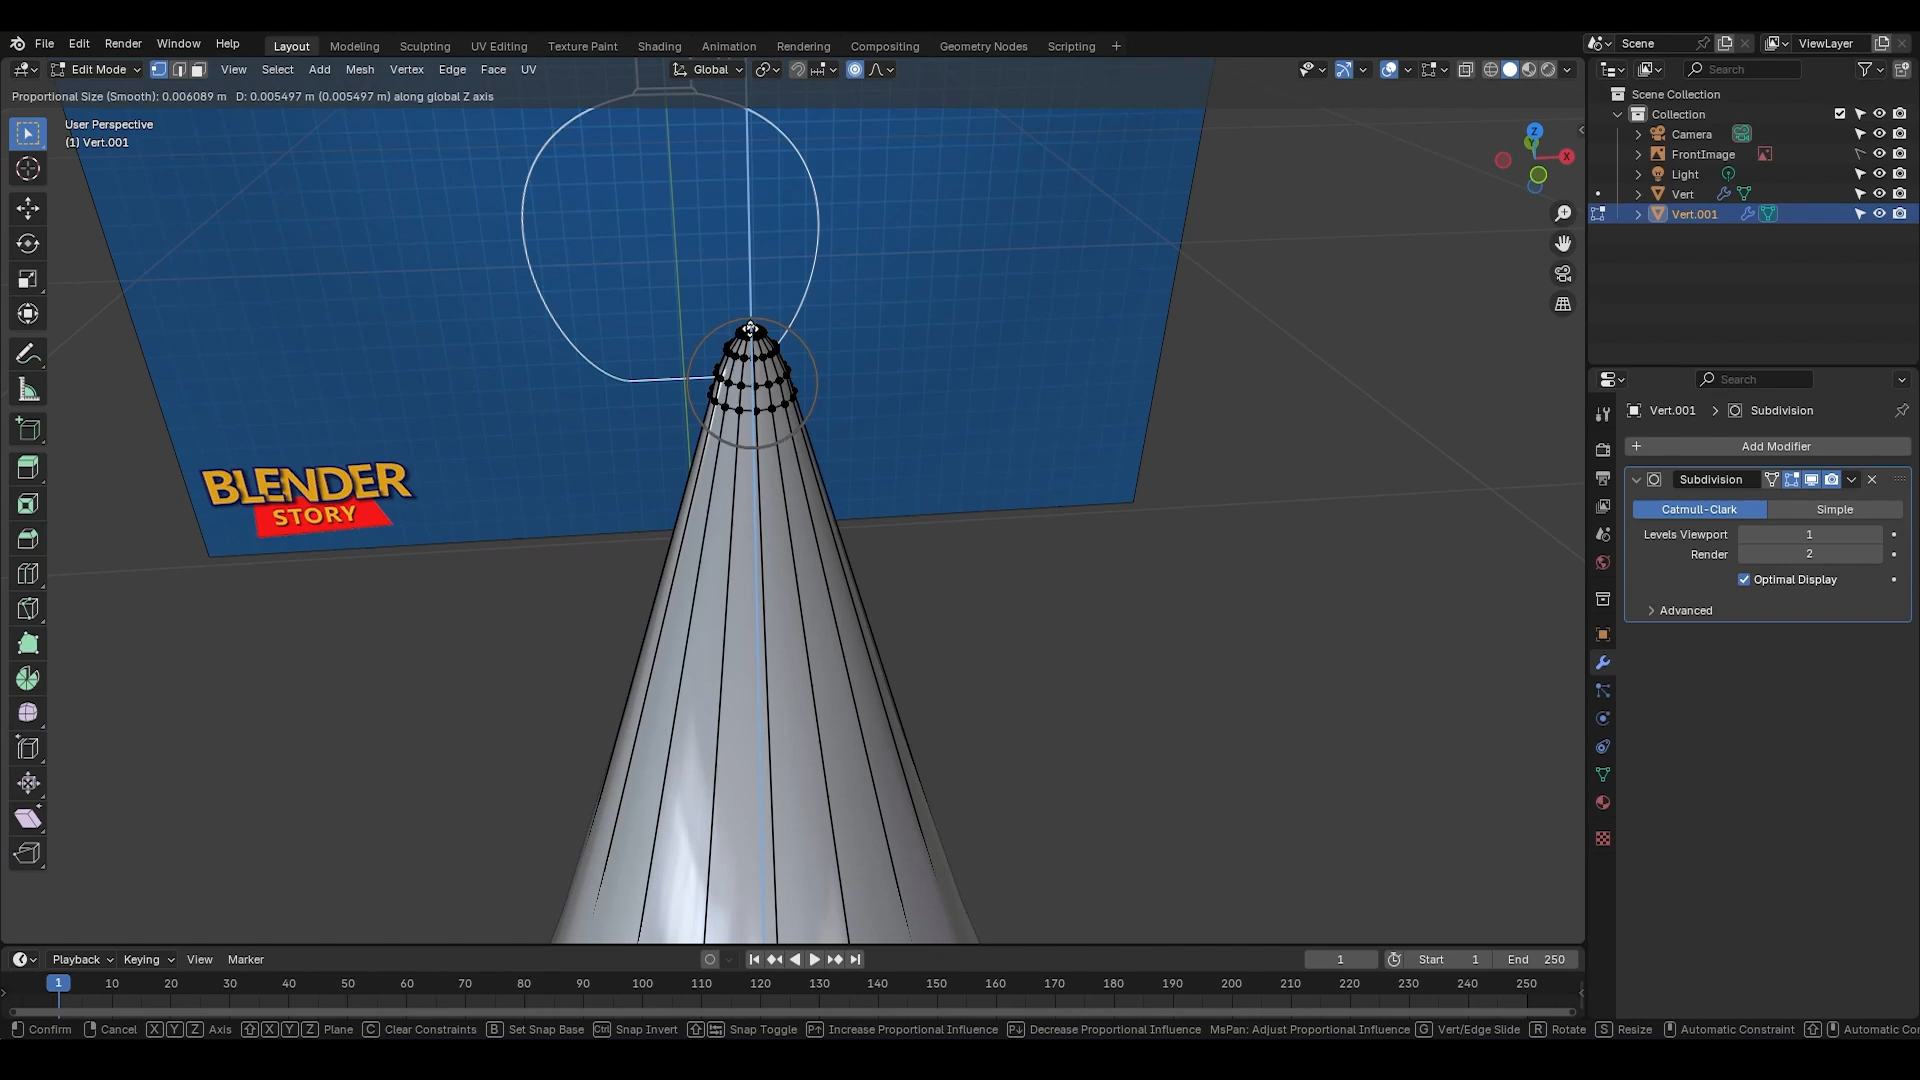 File Edit Render Window Help Layout Modeling Sculpting UV Editing Texture Paint Shading Animation Rendering Compositing Geometry Nodes Scripting + Scene ViewLayer
Edit Mode View Select Add Mesh Vertex Edge Face UV Global Search
Proportional Size (Smooth): 0.006089 m D: 0.005497 m (0.005497 m) along global Z axis
User Perspective
(1) Vert.001
Z
Y
X
BLENDER
STORY
Scene Collection
Collection
Camera
FrontImage
Light
Vert
Vert.001
Search
Vert.001 > Subdivision
+ Add Modifier
Subdivision
Catmull-Clark Simple
Levels Viewport 1
Render 2
Optimal Display
Advanced
Playback Keying View Marker 1 Start 1 End 250
1 10 20 30 40 50 60 70 80 90 100 110 120 130 140 150 160 170 180 190 200 210 220 230 240 250
Confirm Cancel X Y Z Axis X Y Z Plane C Clear Constraints B Set Snap Base Ctrl Snap Invert Snap Toggle P↑ Increase Proportional Influence P↓ Decrease Proportional Influence MsPan: Adjust Proportional Influence G Vert/Edge Slide R Rotate S Resize Automatic Constraint Automatic Co